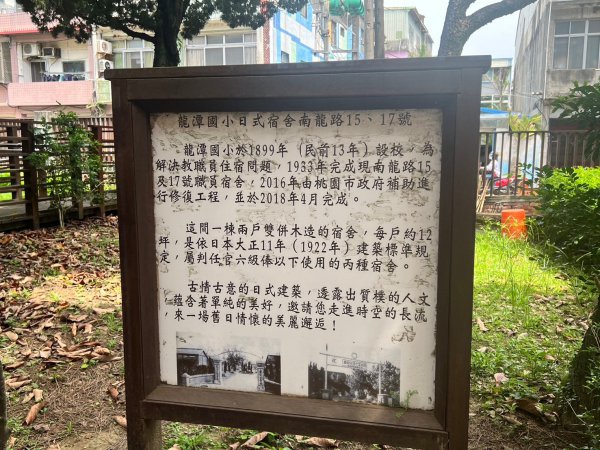 龍潭國小日式宿舍南龍路15、17號
龍潭國小於1899年（民前13年）設校，為
解決教職員住宿問題，1933年完成現南龍路15
及17號職員宿舍，2016年由桃園市政府補助進
行修復工程，並於2018年4月完成。
這間一棟兩戶雙併木造的宿舍，每戶約12
坪，是依日本大正11年（1922年）建築標準規
定，屬判任官六級俸以下使用的丙種宿舍。
古情古意的日式建築，透露出質樸的人文
，蘊含著單純的美好，邀請您走進時空的長流
，來一場舊日情懷的美麗邂逅！